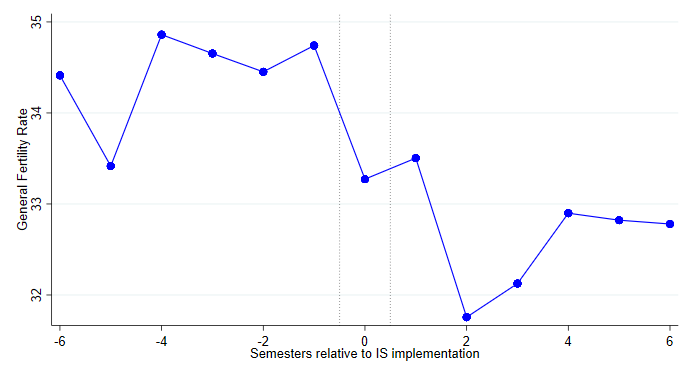 General Fertility Rate
35
34
33
32
-6 -4 -2 0 2 4 6
Semesters relative to IS implementation